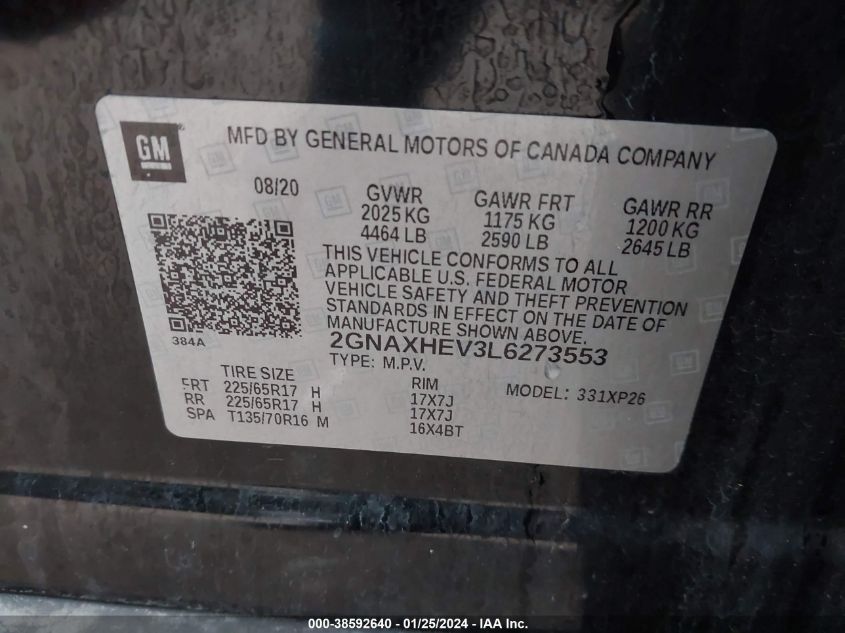 GM
MFD BY GENERAL MOTORS OF CANADA COMPANY
08/20 GVWR GAWR FRT GAWR RR
2025 KG 1175 KG 1200 KG
4464 LB 2590 LB 2645 LB
THIS VEHICLE CONFORMS TO ALL
APPLICABLE U.S. FEDERAL MOTOR
VEHICLE SAFETY AND THEFT PREVENTION
STANDARDS IN EFFECT ON THE DATE OF
MANUFACTURE SHOWN ABOVE.
384A
2GNAXHEV3L6273553
TYPE: M.P.V.
TIRE SIZE RIM MODEL: 331XP26
FRT 225/65R17 H 17X7J
RR 225/65R17 H 17X7J
SPA T135/70R16 M 16X4BT
000-38592640 - 01/25/2024 - IAA Inc.